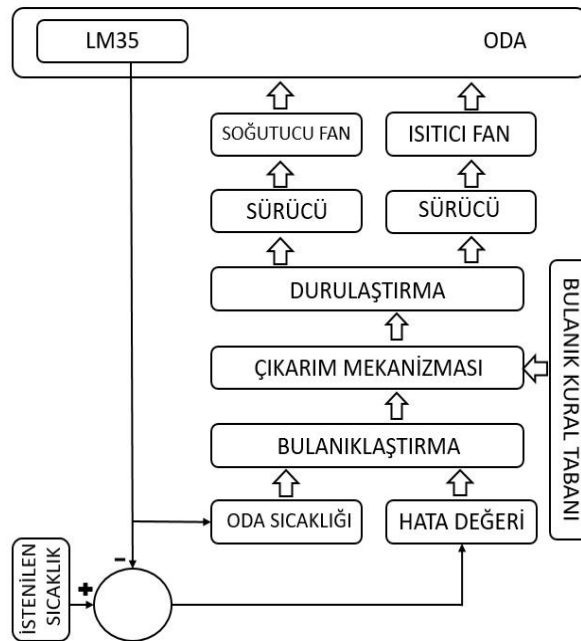 LM35
ODA
SOĞUTUCU FAN
ISITICI FAN
SÜRÜCÜ
SÜRÜCÜ
DURULAŞTIRMA
ÇIKARIM MEKANİZMASI
BULANIK KURAL TABANI
BULANIKLAŞTIRMA
ODA SICAKLIĞI
HATA DEĞERİ
İSTENİLEN
SICAKLIK
+
-